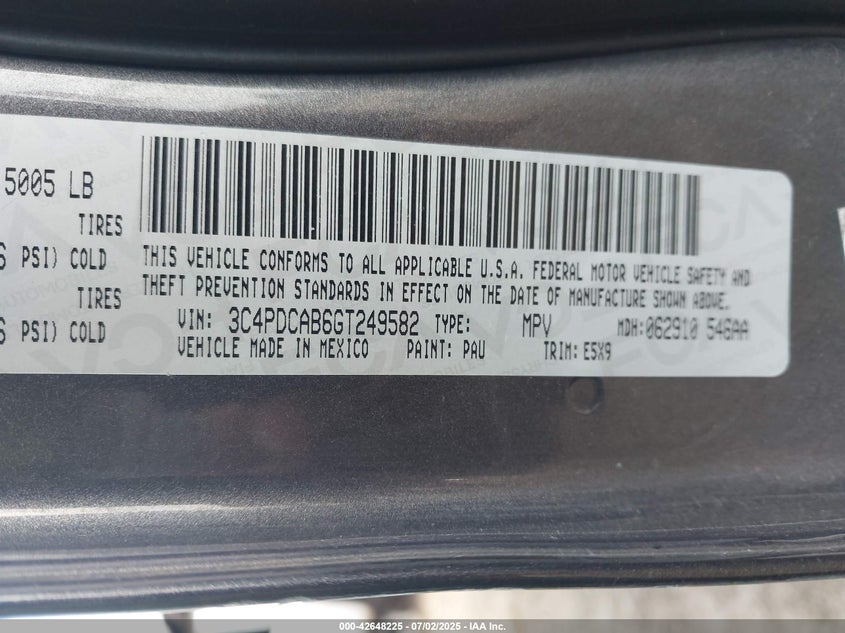 5005 LB
TIRES
PSI) COLD
TIRES
PSI) COLD
THIS VEHICLE CONFORMS TO ALL APPLICABLE U.S.A. FEDERAL MOTOR VEHICLE SAFETY AND
THEFT PREVENTION STANDARDS IN EFFECT ON THE DATE OF MANUFACTURE SHOWN ABOVE.
VIN: 3C4PDCAB6GT249582 TYPE: MPV MDH:062910 546AA
VEHICLE MADE IN MEXICO PAINT: PAU TRIM: E5X9
000-42648225 - 07/02/2025 - IAA Inc.